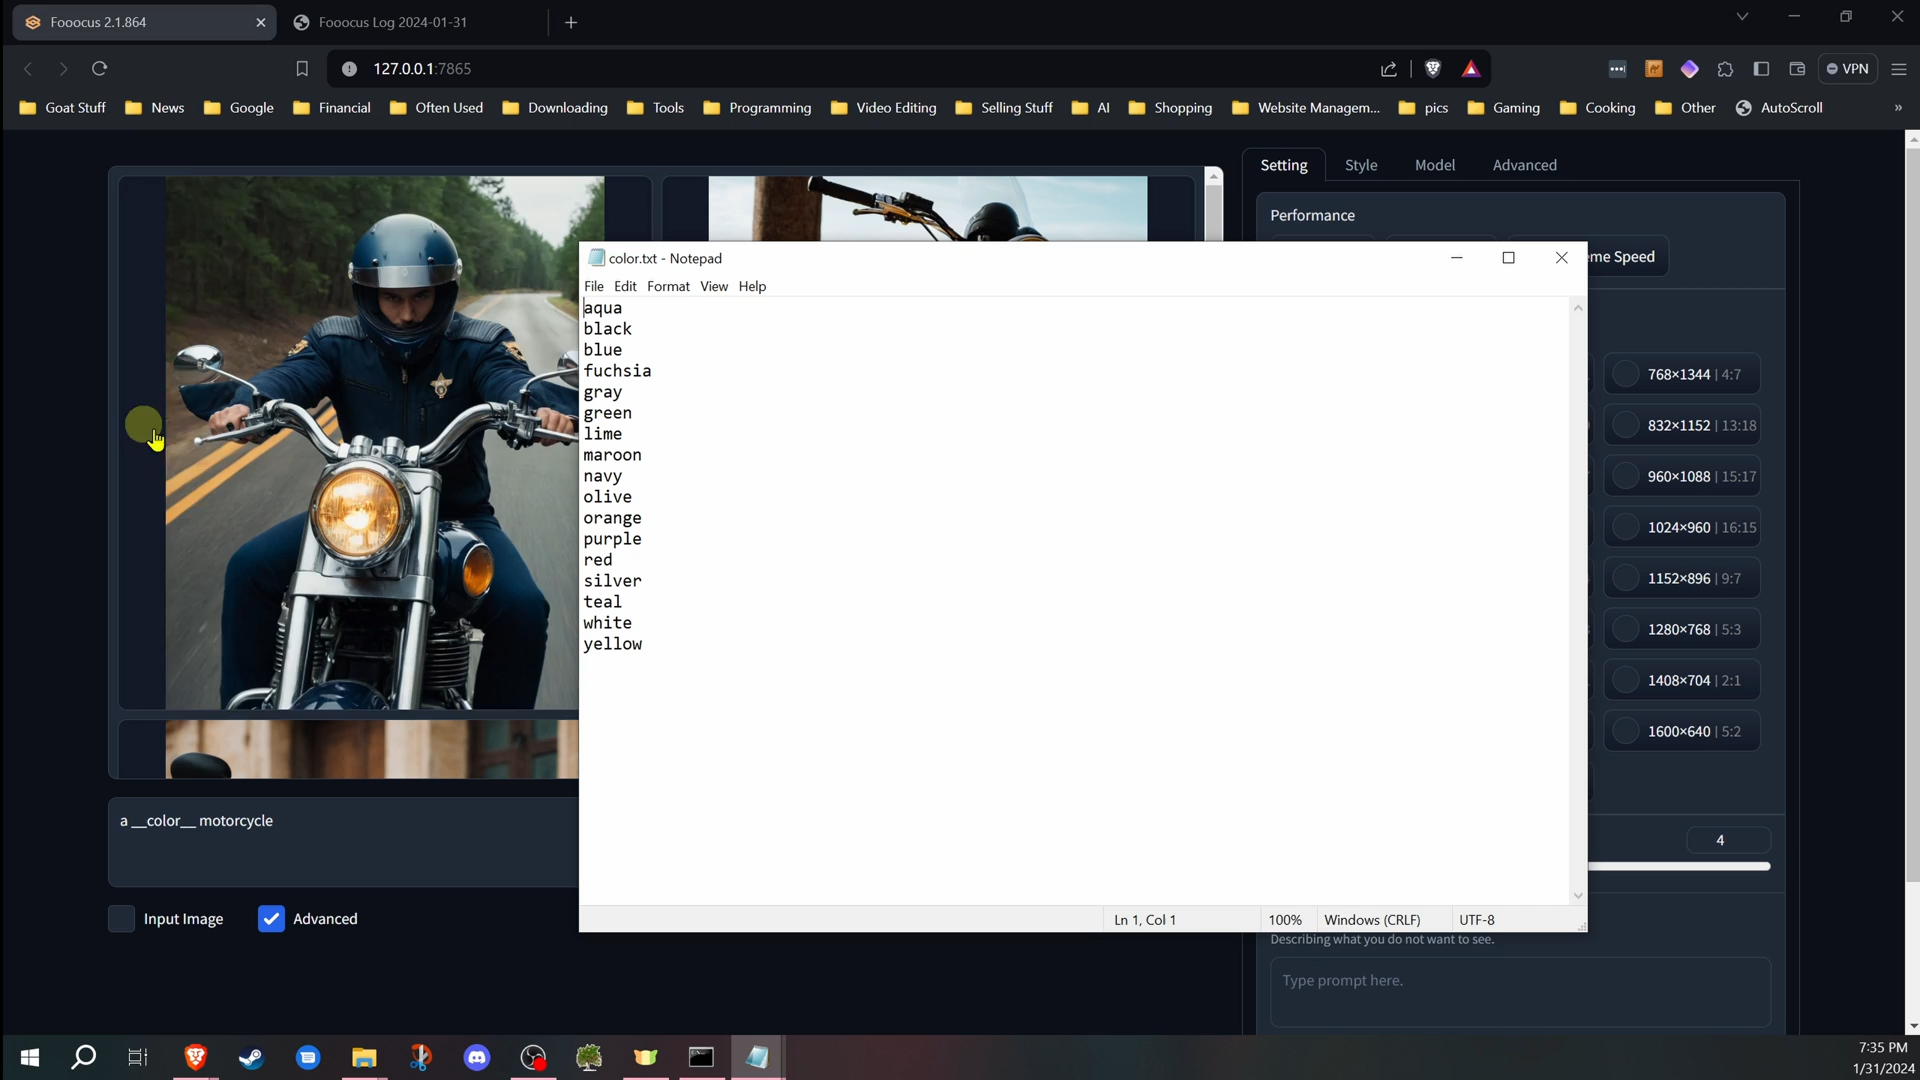 Fooocus 2.1.864
Fooocus Log 2024-01-31
127.0.0.1:7865
VPN
Goat Stuff
News
Google
Financial
Often Used
Downloading
Tools
Programming
Video Editing
Selling Stuff
AI
Shopping
Website Managem...
pics
Gaming
Cooking
Other
AutoScroll
»
Setting
Style
Model
Advanced
Performance
eme Speed
color.txt - Notepad
File Edit Format View Help
aqua
black
blue
fuchsia
gray
green
lime
maroon
navy
olive
orange
purple
red
silver
teal
white
yellow
Ln 1, Col 1
100%
Windows (CRLF)
UTF-8
768×1344 | 4:7
832×1152 | 13:18
960×1088 | 15:17
1024×960 | 16:15
1152×896 | 9:7
1280×768 | 5:3
1408×704 | 2:1
1600×640 | 5:2
4
a __color__ motorcycle
Input Image
Advanced
Describing what you do not want to see.
Type prompt here.
7:35 PM
1/31/2024